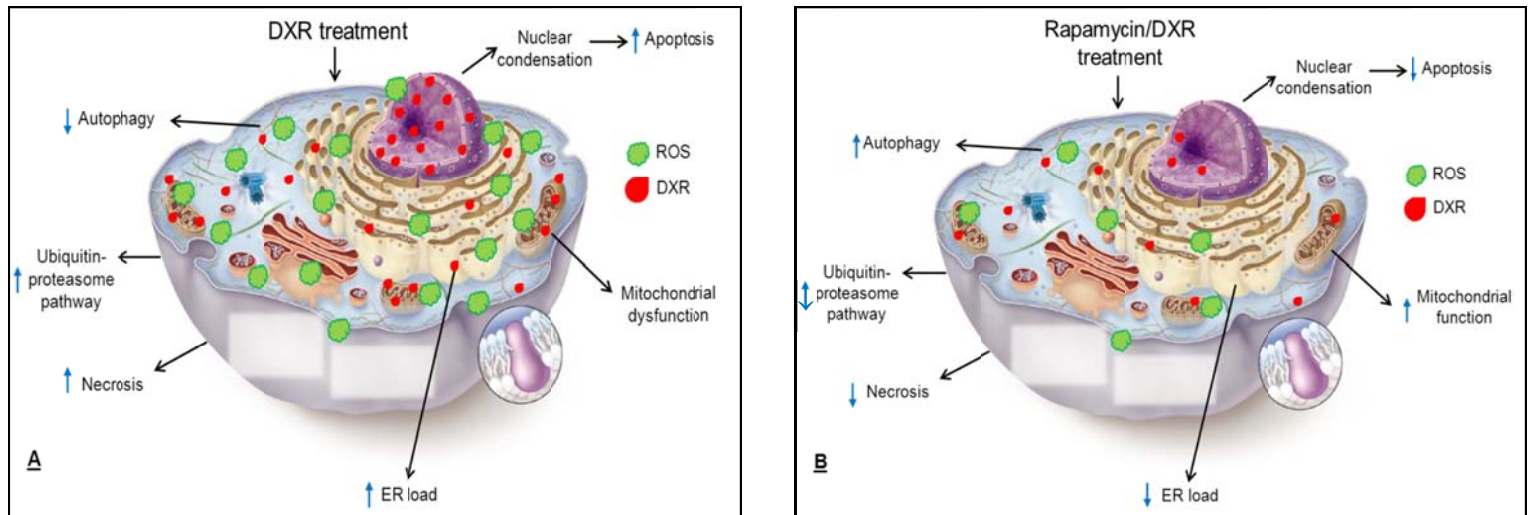 DXR treatment
Nuclear
condensation
↑ Apoptosis
↓ Autophagy
ROS
DXR
Ubiquitin-
↑ proteasome
pathway
Mitochondrial
dysfunction
↑ Necrosis
A
↑ ER load
Rapamycin/DXR
treatment
Nuclear
condensation
↓ Apoptosis
↑ Autophagy
ROS
DXR
Ubiquitin-
↕ proteasome
pathway
↑ Mitochondrial
function
↓ Necrosis
B
↓ ER load